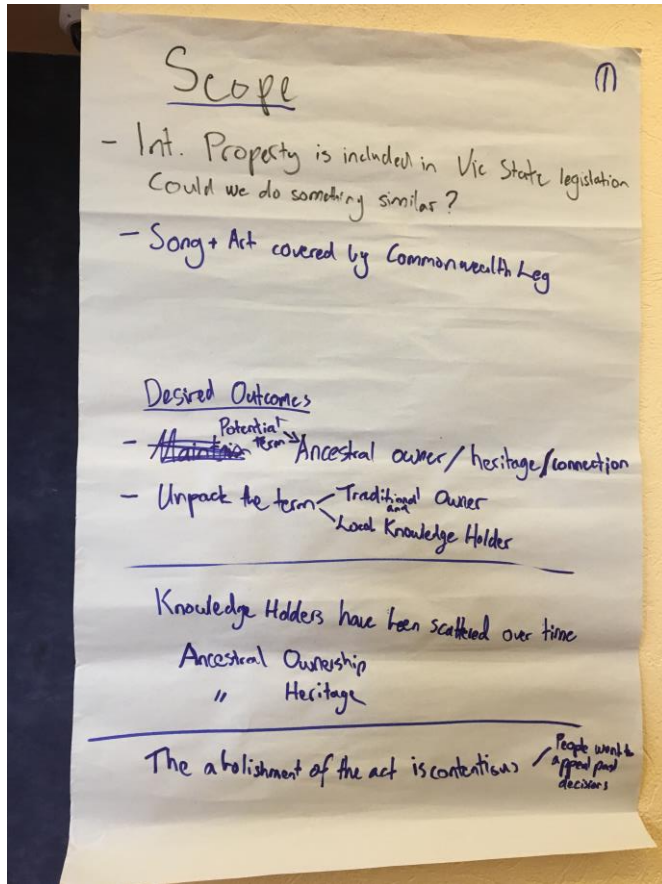 Scope
①
- Int. Property is included in Vic State legislation
Could we do something similar?
- Song + Art covered by Commonwealth Leg
Desired Outcomes
- Maintain Potential term → Ancestral owner/heritage/connection
- Unpack the term Traditional Owner
and
Local Knowledge Holder
Knowledge Holders have been scattered over time
Ancestral Ownership
" Heritage
The abolishment of the act is contentious / People want to
appeal past
decisions